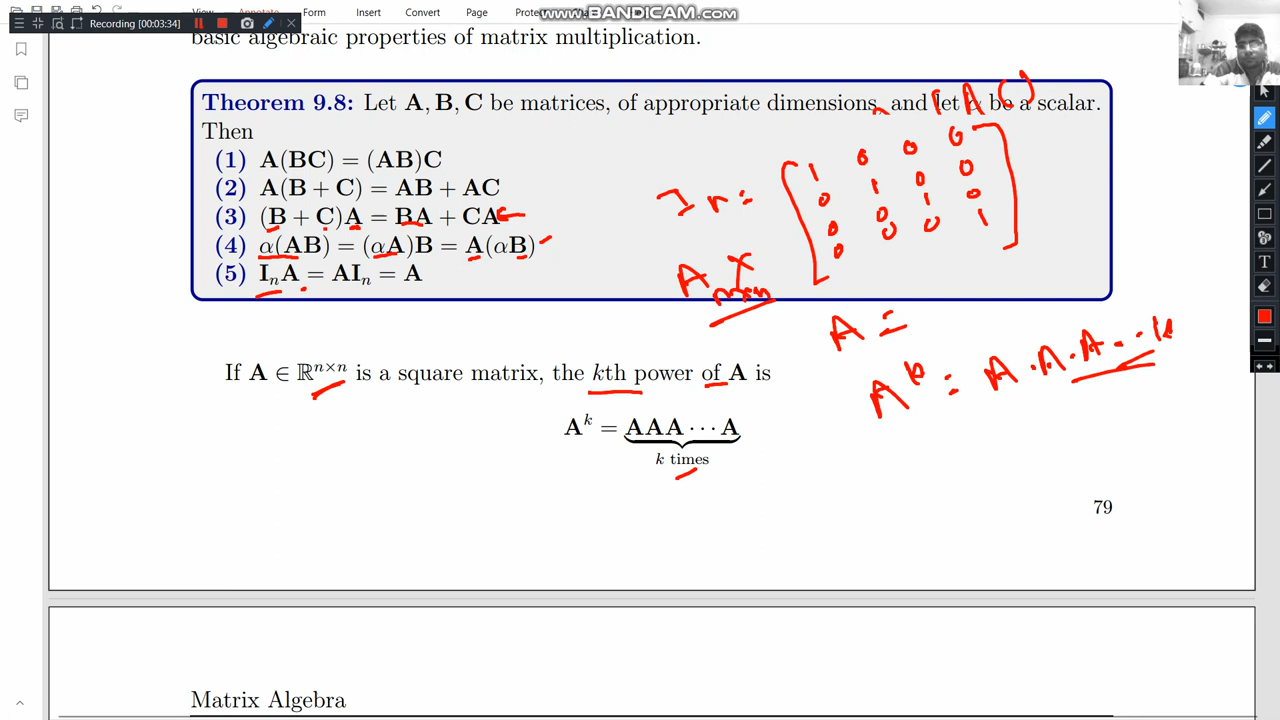 Form Insert Convert Page
www.BANDICAM.com
Recording [00:03:34]
basic algebraic properties of matrix multiplication.
Theorem 9.8: Let A, B, C be matrices, of appropriate dimensions, and let α be a scalar.
Then
(1) A(BC) = (AB)C
(2) A(B + C) = AB + AC
(3) (B + C)A = BA + CA
(4) α(AB) = (αA)B = A(αB)
(5) IₙA = AIₙ = A
1 0 0 0
0 1 0 0
0 0 1 0
0 0 0 1
A =
If A ∈ ℝⁿˣⁿ is a square matrix, the kth power of A is
Aᵏ = A · A · A - - · k
Aᵏ = AAA · · · A
k times
79
Matrix Algebra